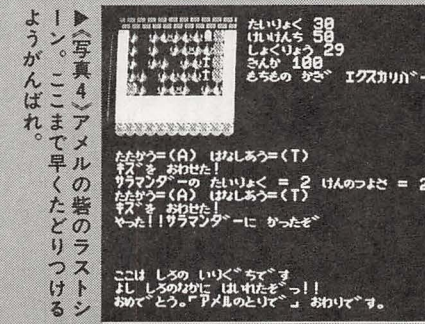 ▶《写真4》アメルの砦のラストシ
ーン。ここまで早くたどりつける
ようがんばれ。
たいりょく 30
けいけんち 50
しょくりょう 29
きんか 100
もちもの かぎ エクスカリバー
たたかう=(A) はなしあう=(T)
キズを おわせた!
サラマンダーの たいりょく = 2 けんのつよさ = 2
たたかう=(A) はなしあう=(T)
キズを おわせた!
やった!!サラマンダーに かったぞ
ここは しろの いりぐちです
よし しろのなかに はいれたぞっ!!
おめでとう。「アメルのとりで」 おわりです。